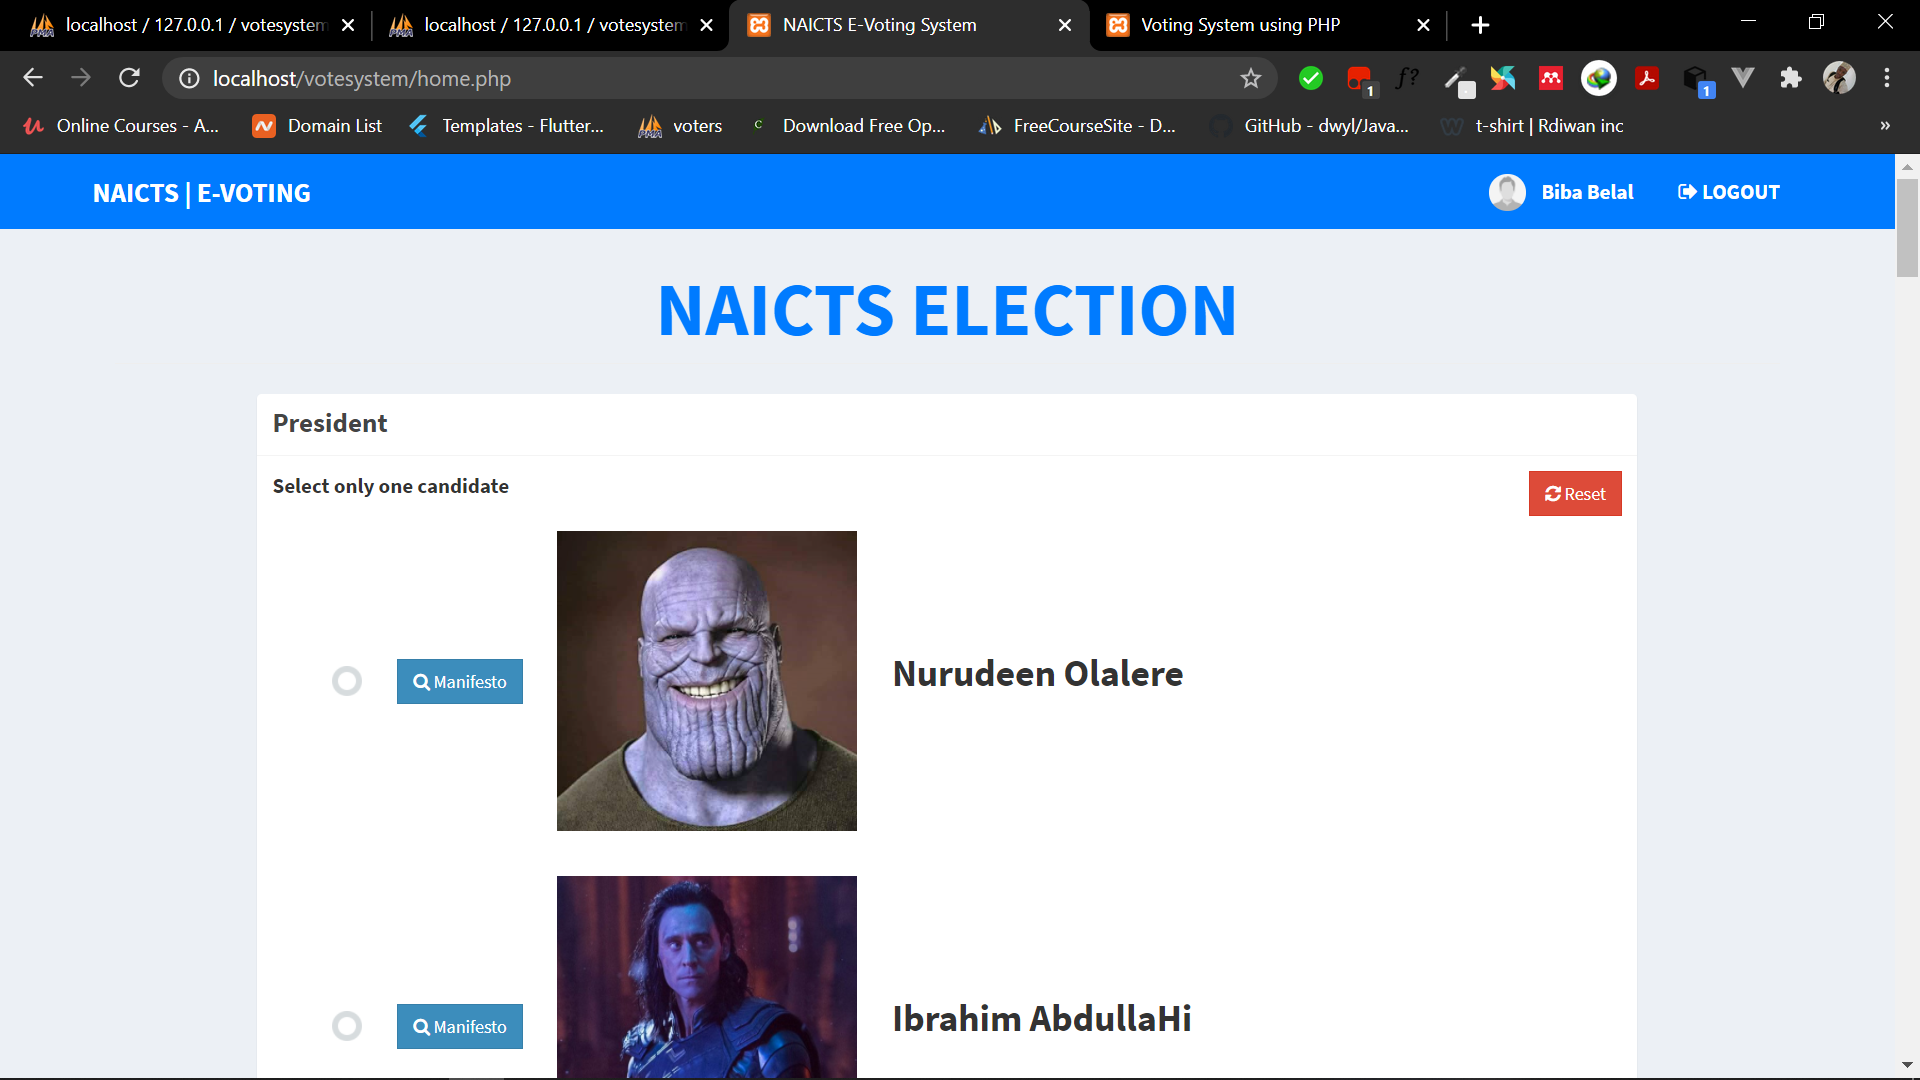 localhost / 127.0.0.1 / votesystem
localhost / 127.0.0.1 / votesystem
NAICTS E-Voting System
Voting System using PHP
localhost/votesystem/home.php
f?
1
1
Online Courses - A...
Domain List
Templates - Flutter...
voters
Download Free Op...
FreeCourseSite - D...
GitHub - dwyl/Java...
t-shirt | Rdiwan inc
»
NAICTS | E-VOTING
Biba Belal
LOGOUT
NAICTS ELECTION
President
Select only one candidate
Reset
Manifesto
Nurudeen Olalere
Manifesto
Ibrahim AbdullaHi